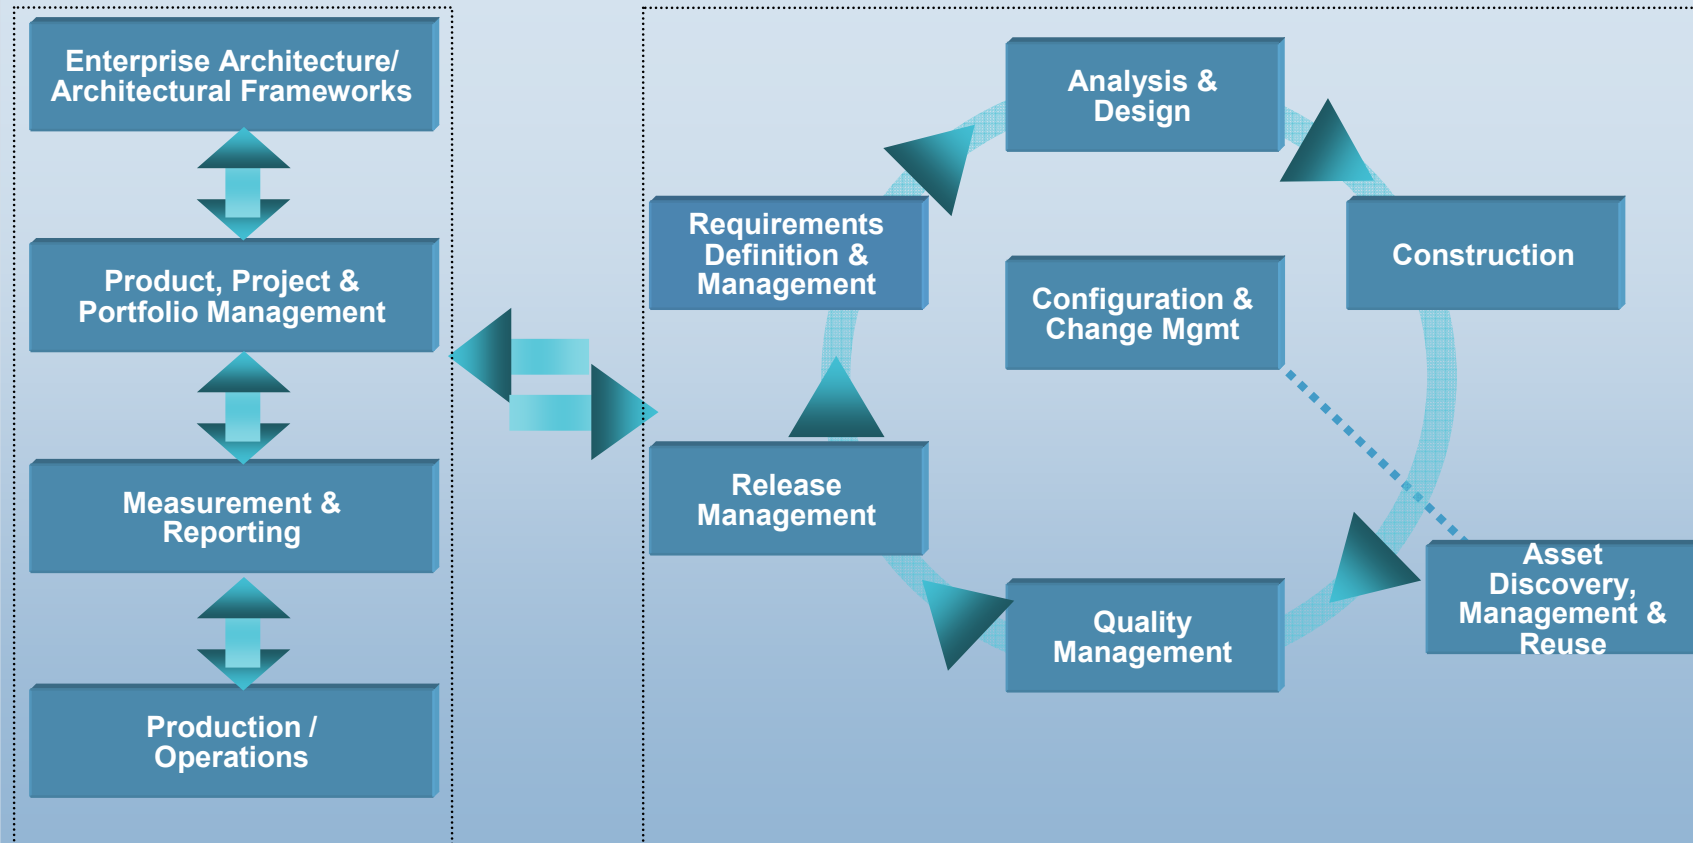 Enterprise Architecture/
Architectural Frameworks
Product, Project &
Portfolio Management
Measurement &
Reporting
Production /
Operations
Analysis &
Design
Requirements
Definition &
Management
Construction
Configuration &
Change Mgmt
Release
Management
Quality
Management
Asset
Discovery,
Management &
Reuse